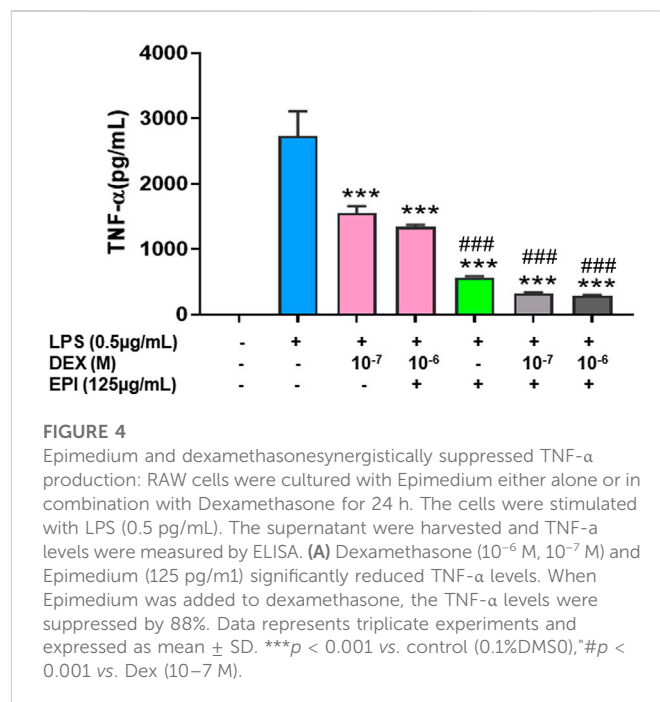 4000
3000
2000
1000
0
TNF-α(pg/mL)
*** *** ### *** ### *** ### ***
LPS (0.5µg/mL) - + + + + + +
DEX (M) - - 10⁻⁷ 10⁻⁶ - 10⁻⁷ 10⁻⁶
EPI (125µg/mL) - - - + + + +
FIGURE 4
Epimedium and dexamethasonesynergistically suppressed TNF-α
production: RAW cells were cultured with Epimedium either alone or in
combination with Dexamethasone for 24 h. The cells were stimulated
with LPS (0.5 pg/mL). The supernatant were harvested and TNF-a
levels were measured by ELISA. (A) Dexamethasone (10⁻⁶ M, 10⁻⁷ M) and
Epimedium (125 pg/m1) significantly reduced TNF-α levels. When
Epimedium was added to dexamethasone, the TNF-α levels were
suppressed by 88%. Data represents triplicate experiments and
expressed as mean ± SD. ***p < 0.001 vs. control (0.1%DMS0),"#p <
0.001 vs. Dex (10–7 M).